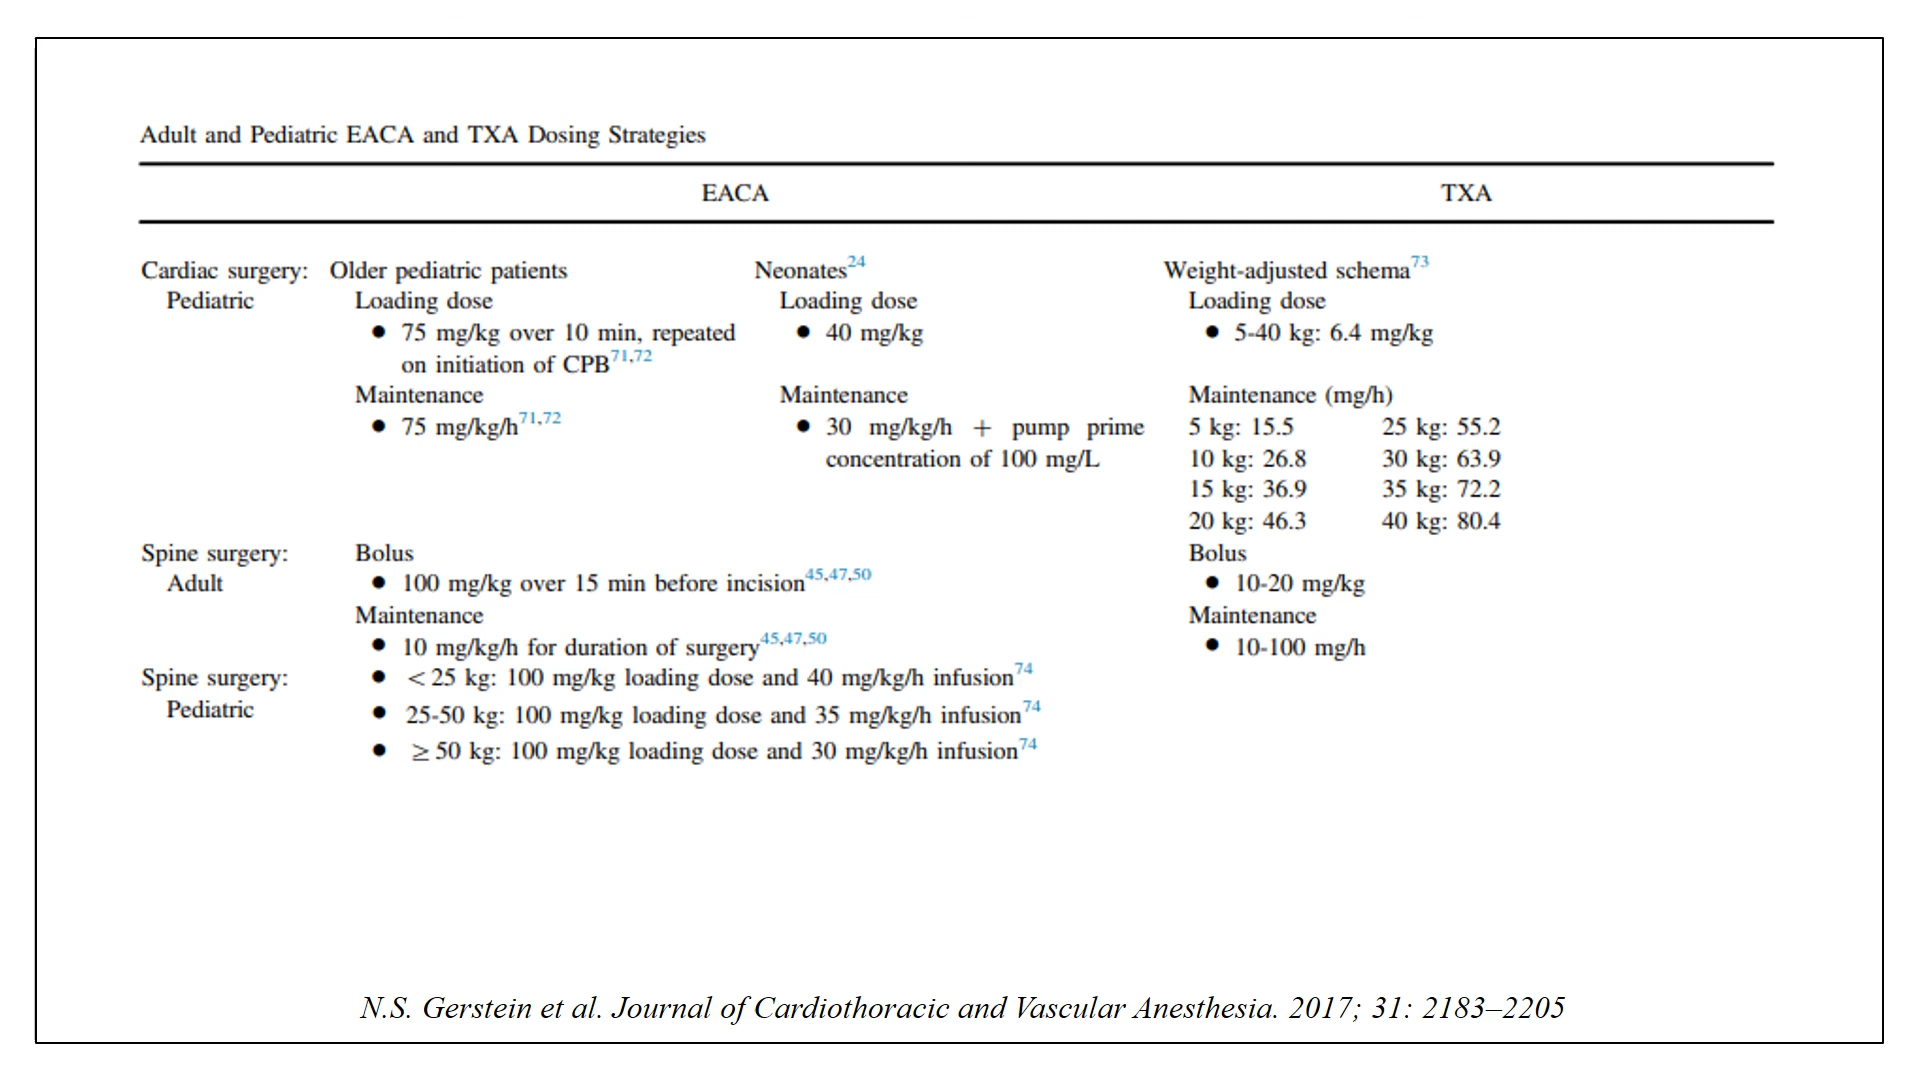 Adult and Pediatric EACA and TXA Dosing Strategies
EACA TXA
Cardiac surgery: Older pediatric patients Neonates24 Weight-adjusted schema73
Pediatric Loading dose Loading dose Loading dose
● 75 mg/kg over 10 min, repeated ● 40 mg/kg ● 5-40 kg: 6.4 mg/kg
on initiation of CPB71,72
Maintenance Maintenance Maintenance (mg/h)
● 75 mg/kg/h71,72 ● 30 mg/kg/h + pump prime 5 kg: 15.5 25 kg: 55.2
concentration of 100 mg/L 10 kg: 26.8 30 kg: 63.9
15 kg: 36.9 35 kg: 72.2
20 kg: 46.3 40 kg: 80.4
Spine surgery: Bolus Bolus
Adult ● 100 mg/kg over 15 min before incision45,47,50 ● 10-20 mg/kg
Maintenance Maintenance
● 10 mg/kg/h for duration of surgery45,47,50 ● 10-100 mg/h
Spine surgery: ● <25 kg: 100 mg/kg loading dose and 40 mg/kg/h infusion74
Pediatric ● 25-50 kg: 100 mg/kg loading dose and 35 mg/kg/h infusion74
● ≥50 kg: 100 mg/kg loading dose and 30 mg/kg/h infusion74
N.S. Gerstein et al. Journal of Cardiothoracic and Vascular Anesthesia. 2017; 31: 2183–2205